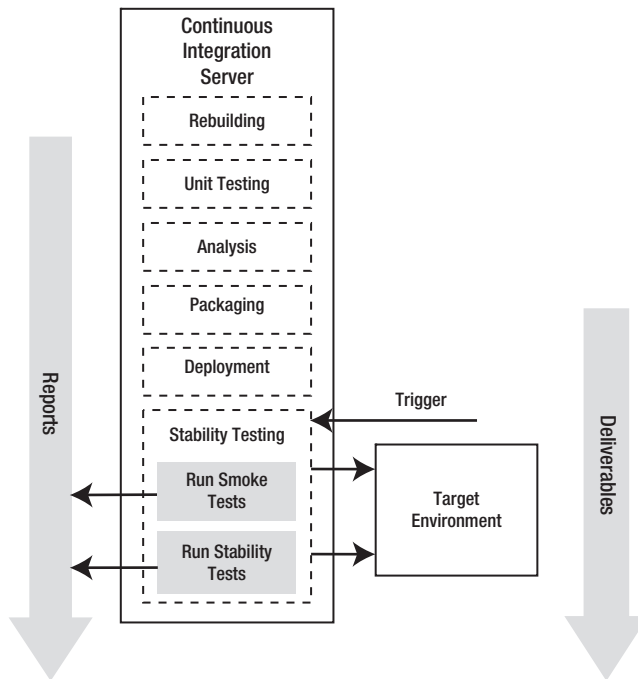 Continuous
Integration
Server
Rebuilding
Unit Testing
Analysis
Packaging
Deployment
Trigger
Stability Testing
Run Smoke
Tests
Run Stability
Tests
Target
Environment
Reports
Deliverables